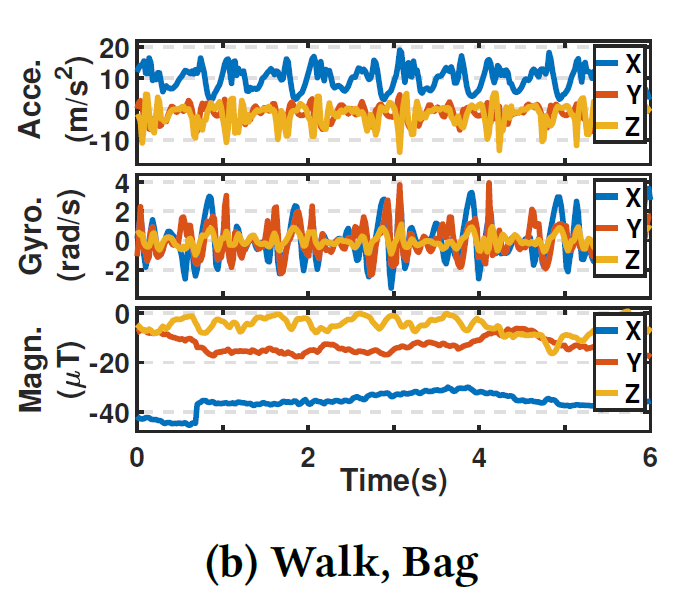 20
10
0
-10
Acce.
(m/s²)
X
Y
Z
4
2
0
-2
Gyro.
(rad/s)
X
Y
Z
0
-20
-40
Magn.
(μT)
X
Y
Z
0 2 4 6
Time(s)
(b) Walk, Bag